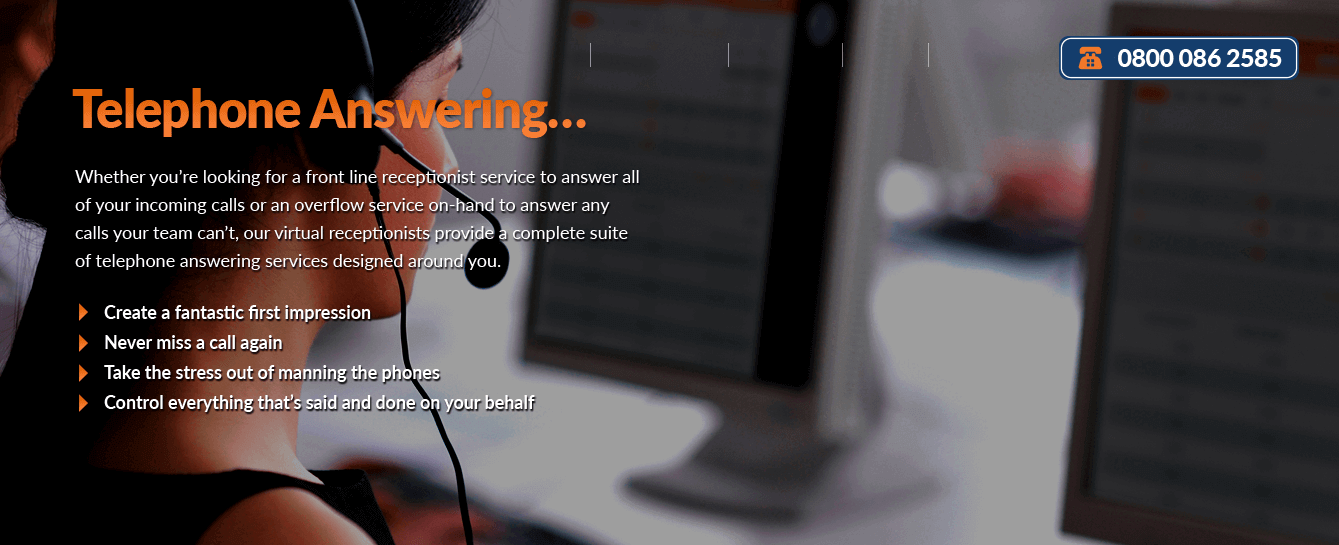 0800 086 2585
Telephone Answering...
Whether you’re looking for a front line receptionist service to answer all
of your incoming calls or an overflow service on-hand to answer any
calls your team can’t, our virtual receptionists provide a complete suite
of telephone answering services designed around you.
Create a fantastic first impression
Never miss a call again
Take the stress out of manning the phones
Control everything that’s said and done on your behalf